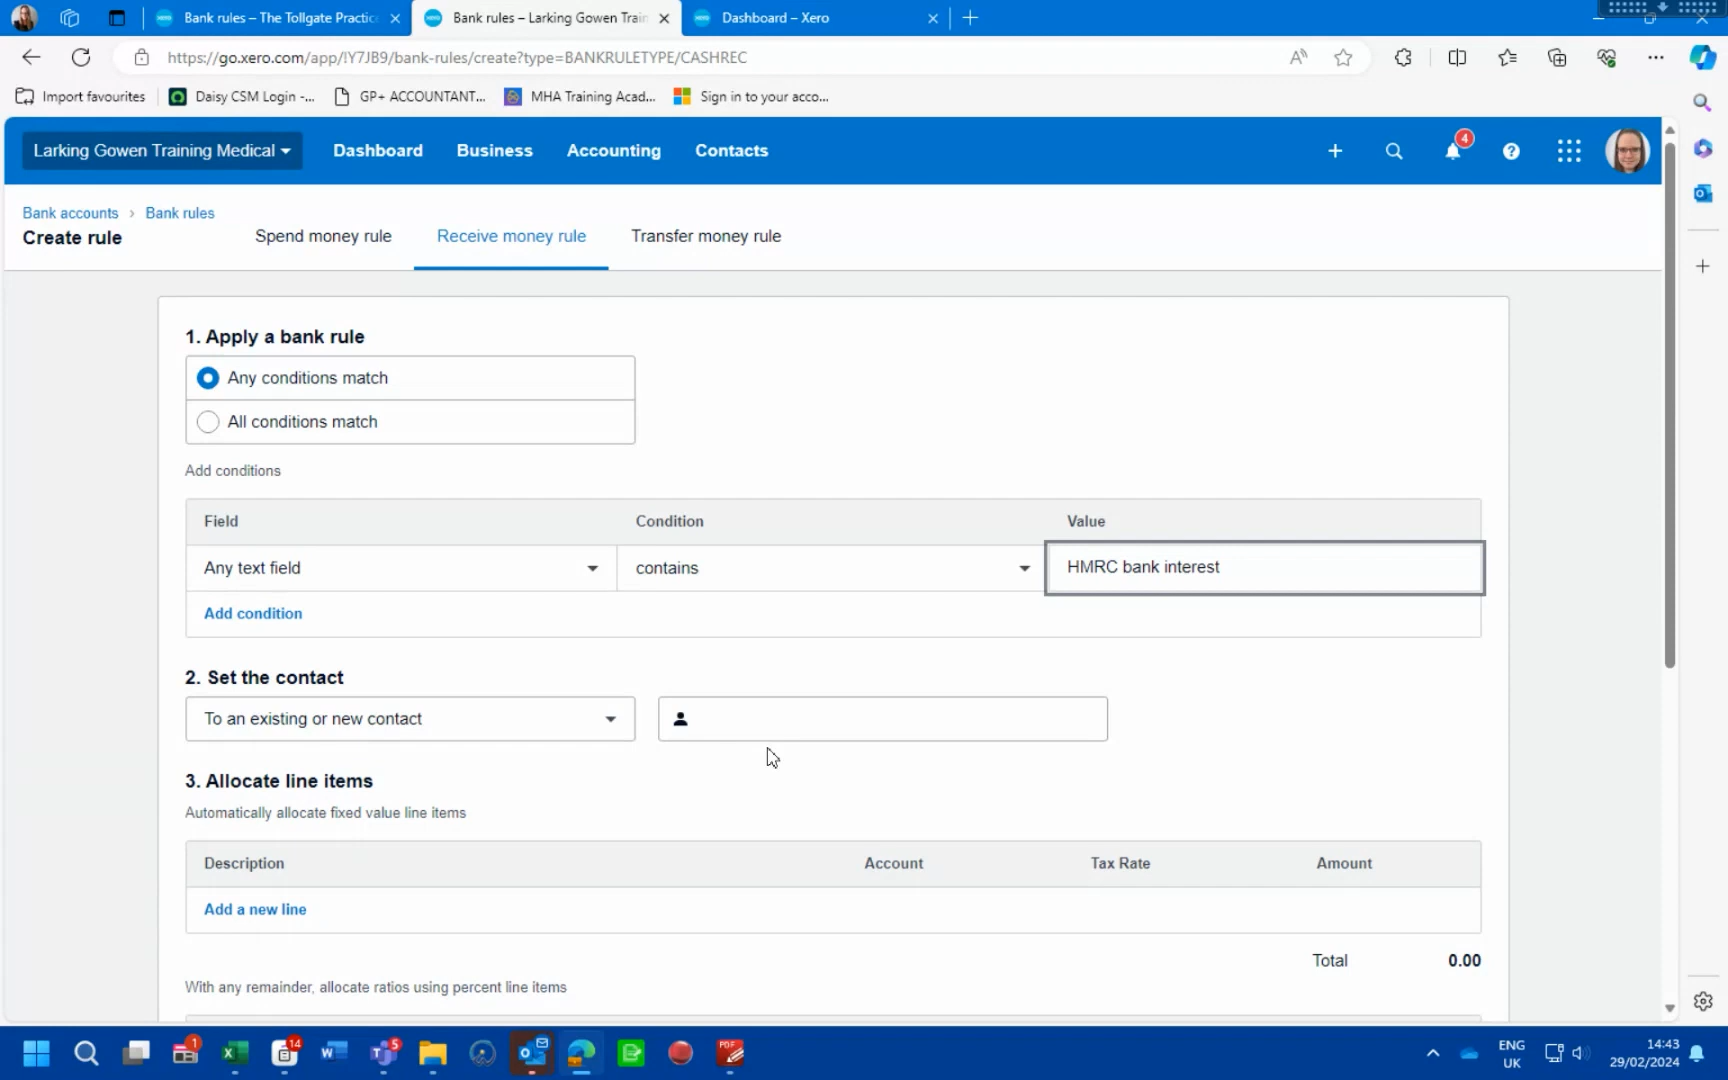 Bank rules – The Tollgate Practic
Bank rules – Larking Gowen Train
Dashboard – Xero
https://go.xero.com/app/!Y7JB9/bank-rules/create?type=BANKRULETYPE/CASHREC
Import favourites
Daisy CSM Login -...
GP+ ACCOUNTANT...
MHA Training Acad...
Sign in to your acco...
Larking Gowen Training Medical
Dashboard
Business
Accounting
Contacts
4
Bank accounts › Bank rules
Create rule
Spend money rule
Receive money rule
Transfer money rule
1. Apply a bank rule
Any conditions match
All conditions match
Add conditions
Field
Condition
Value
Any text field
contains
HMRC bank interest
Add condition
2. Set the contact
To an existing or new contact
3. Allocate line items
Automatically allocate fixed value line items
Description
Account
Tax Rate
Amount
Add a new line
Total
0.00
With any remainder, allocate ratios using percent line items
1
14
5
PDF
ENG
UK
14:43
29/02/2024